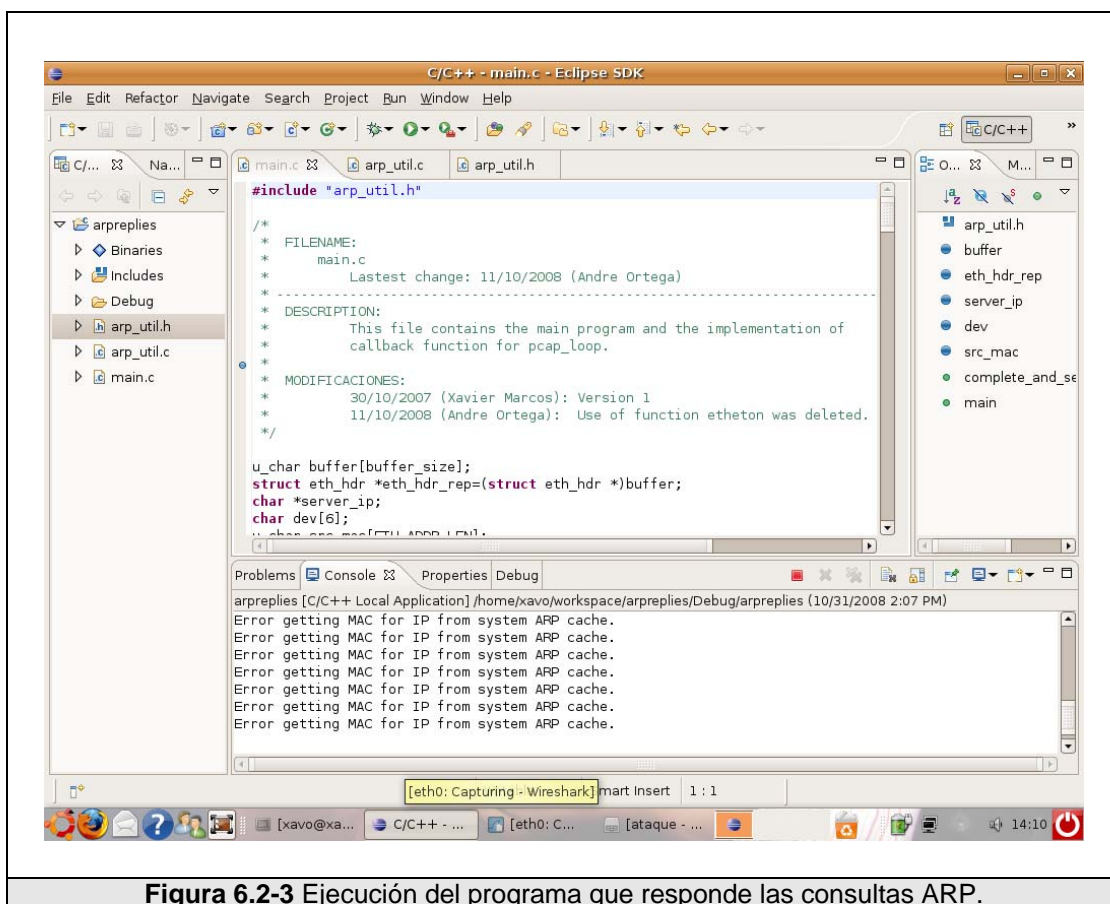 C/C++ - main.c - Eclipse SDK
File Edit Refactor Navigate Search Project Run Window Help
C/C++ »
C/... Na... main.c arp_util.c arp_util.h O... M...
arpreplies
Binaries
Includes
Debug
arp_util.h
arp_util.c
main.c
#include "arp_util.h"
/*
* FILENAME:
* main.c
* Lastest change: 11/10/2008 (Andre Ortega)
* ---------------------------------------------------------------------------
* DESCRIPTION:
* This file contains the main program and the implementation of
* callback function for pcap_loop.
*
* MODIFICACIONES:
* 30/10/2007 (Xavier Marcos): Version 1
* 11/10/2008 (Andre Ortega): Use of function etheton was deleted.
*/
u_char buffer[buffer_size];
struct eth_hdr *eth_hdr_rep=(struct eth_hdr *)buffer;
char *server_ip;
char dev[6];
u_char src_mac[ETH_ADDR_LEN];
arp_util.h
buffer
eth_hdr_rep
server_ip
dev
src_mac
complete_and_se
main
Problems Console Properties Debug
arpreplies [C/C++ Local Application] /home/xavo/workspace/arpreplies/Debug/arpreplies (10/31/2008 2:07 PM)
Error getting MAC for IP from system ARP cache.
Error getting MAC for IP from system ARP cache.
Error getting MAC for IP from system ARP cache.
Error getting MAC for IP from system ARP cache.
Error getting MAC for IP from system ARP cache.
Error getting MAC for IP from system ARP cache.
Error getting MAC for IP from system ARP cache.
[eth0: Capturing - Wireshark] mart Insert 1 : 1
[xavo@xa... C/C++ - ... [eth0: C... [ataque - ... 14:10
Figura 6.2-3 Ejecución del programa que responde las consultas ARP.